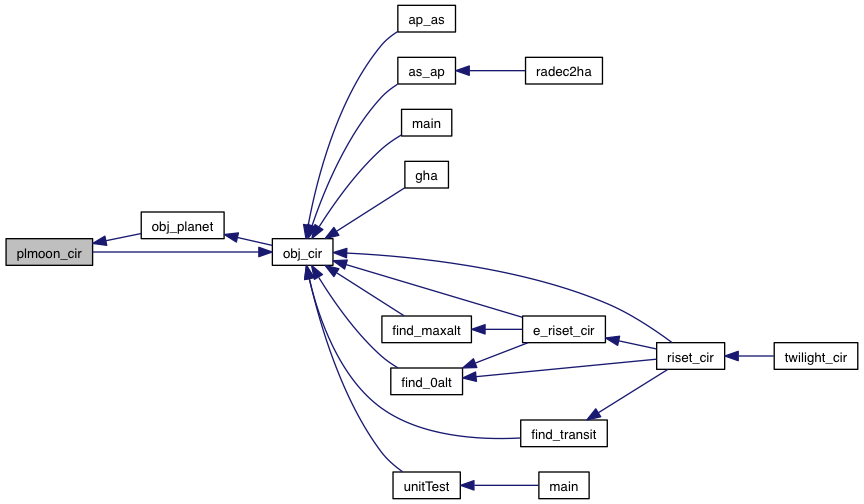 ap_as
as_ap
radec2ha
main
gha
obj_planet
plmoon_cir
obj_cir
find_maxalt
e_riset_cir
riset_cir
twilight_cir
find_0alt
find_transit
unitTest
main